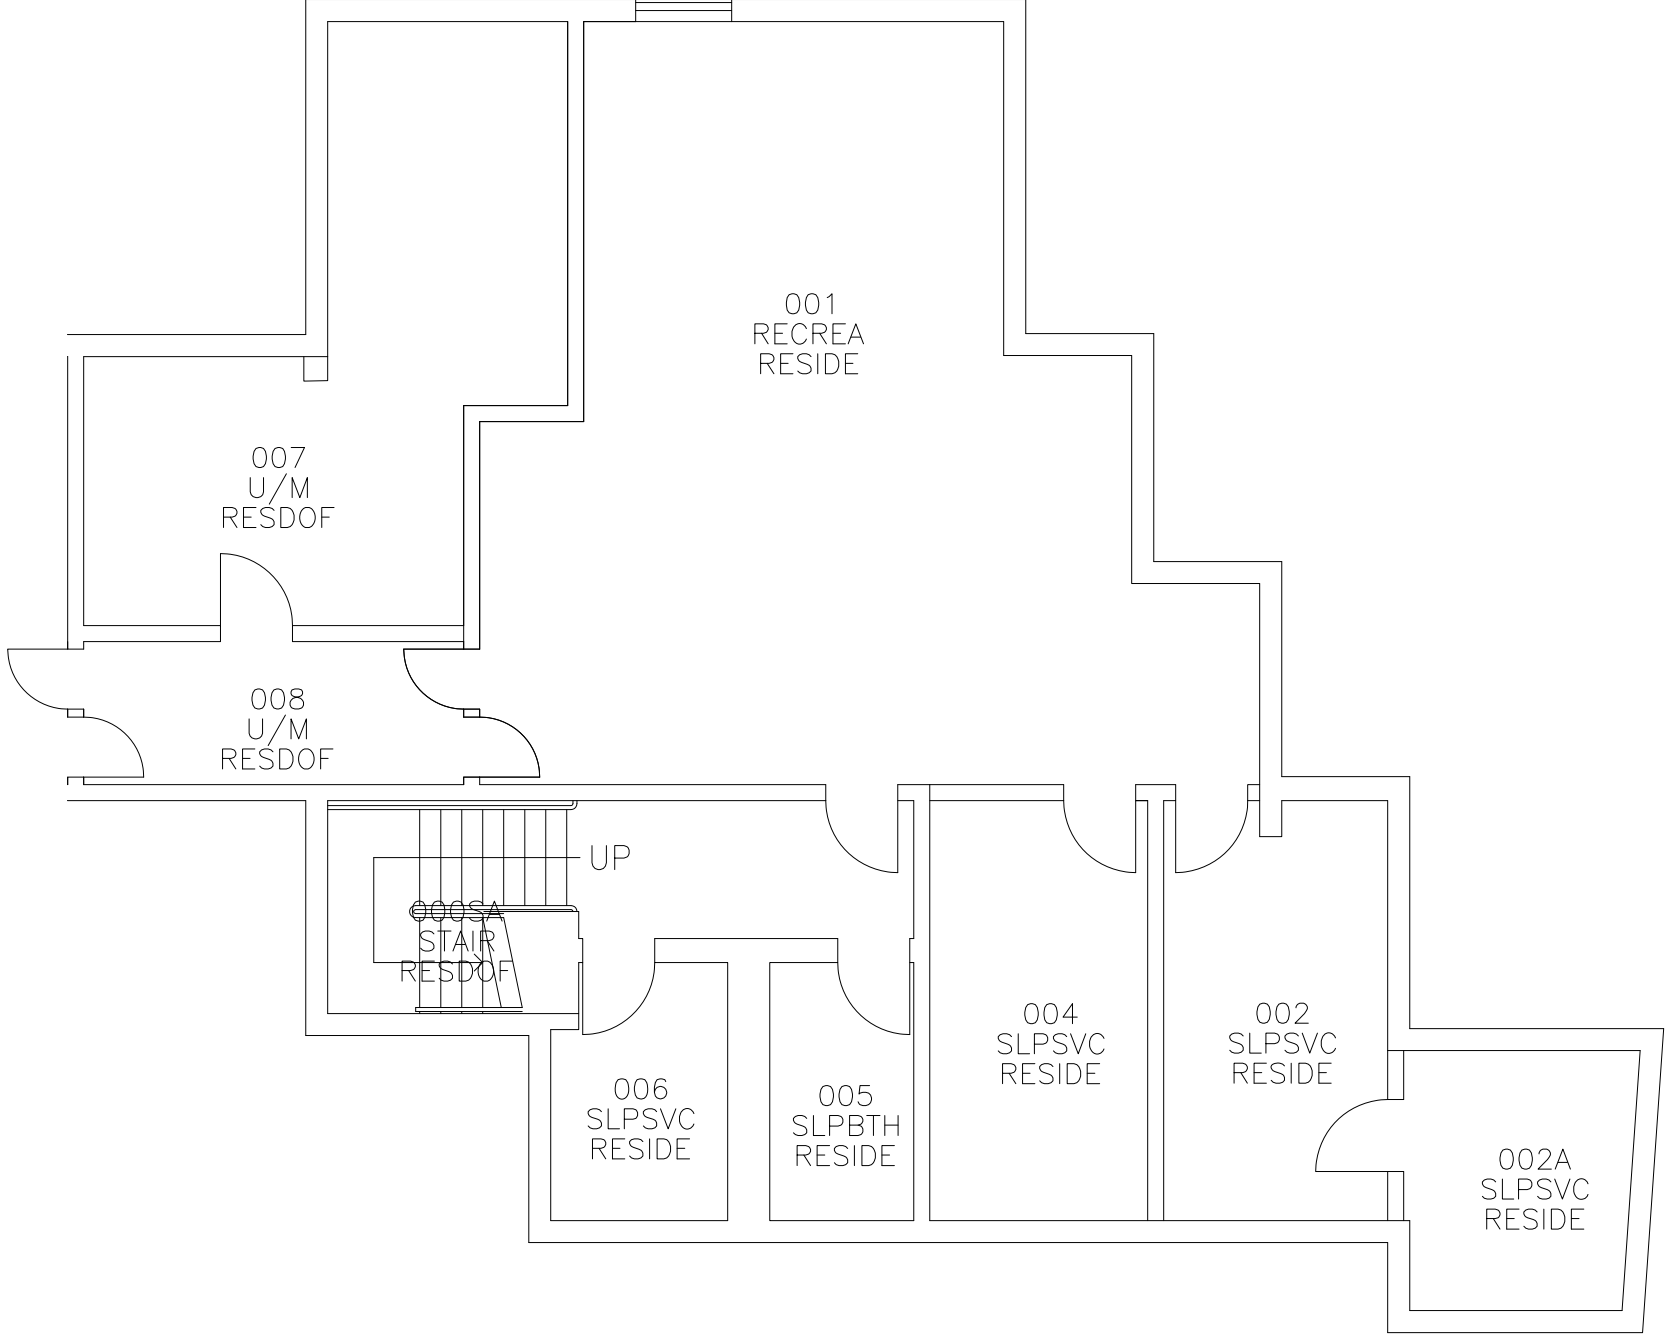 001
RECREA
RESIDE
007
U/M
RESDOF
008
U/M
RESDOF
UP
000SA
STAIR
RESDOF
004
SLPSVC
RESIDE
002
SLPSVC
RESIDE
006
SLPSVC
RESIDE
005
SLPBTH
RESIDE
002A
SLPSVC
RESIDE